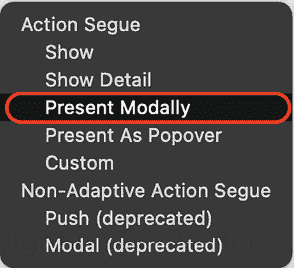 Action Segue
Show
Show Detail
Present Modally
Present As Popover
Custom
Non-Adaptive Action Segue
Push (deprecated)
Modal (deprecated)